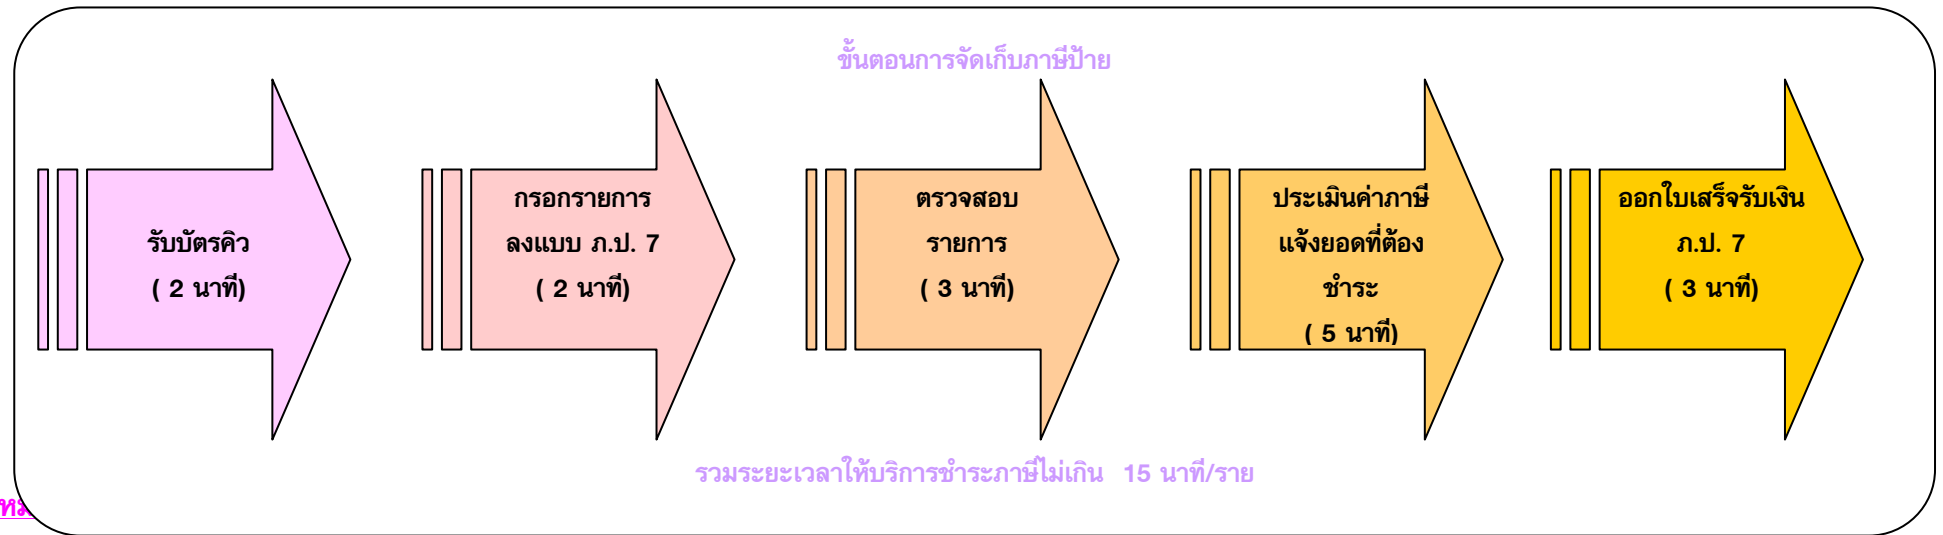 ขั้นตอนการจัดเก็บภาษีป้าย
รับบัตรคิว
( 2 นาที)
กรอกรายการ
ลงแบบ ภ.ป. 7
( 2 นาที)
ตรวจสอบ
รายการ
( 3 นาที)
ประเมินค่าภาษี
แจ้งยอดที่ต้อง
ชำระ
( 5 นาที)
ออกใบเสร็จรับเงิน
ภ.ป. 7
( 3 นาที)
รวมระยะเวลาให้บริการชำระภาษีไม่เกิน 15 นาที/ราย